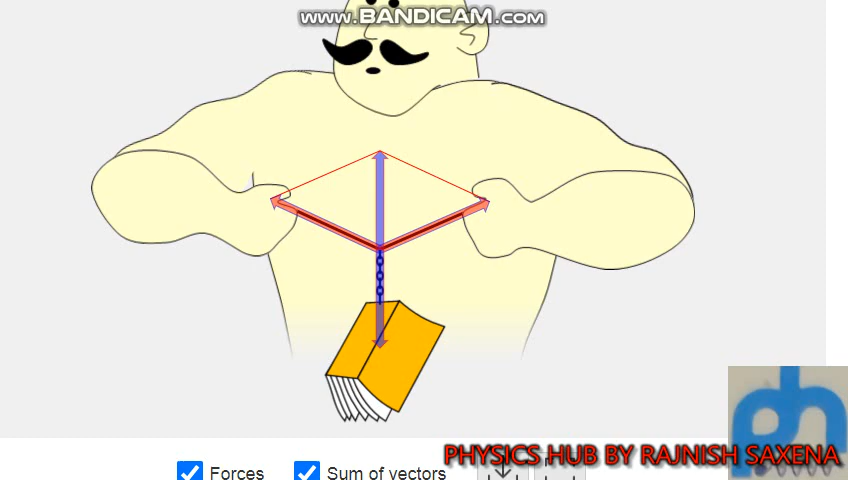 www.BANDICAM.com
PHYSICS HUB BY RAJNISH SAXENA
Forces
Sum of vectors